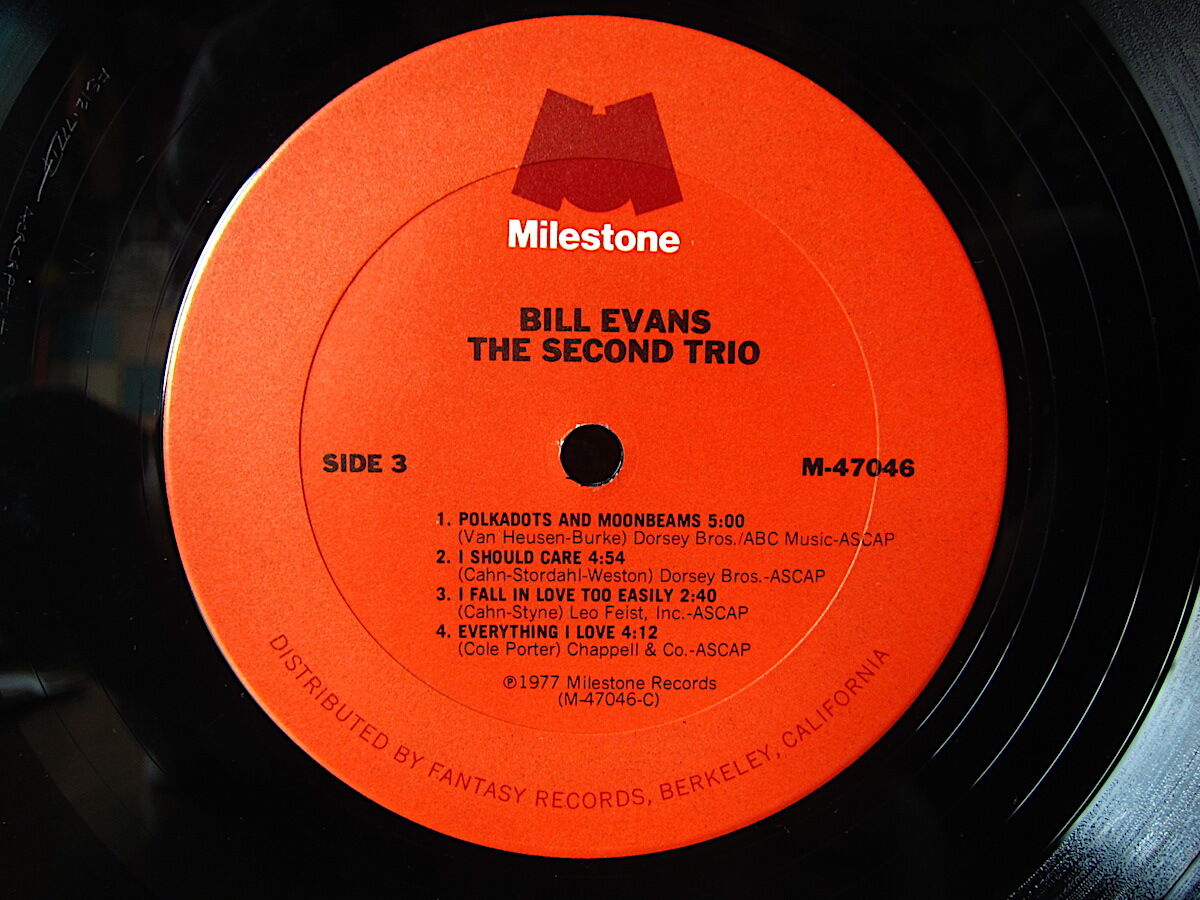 Milestone
BILL EVANS
THE SECOND TRIO
SIDE 3
M-47046
1. POLKADOTS AND MOONBEAMS 5:00
(Van Heusen-Burke) Dorsey Bros./ABC Music-ASCAP
2. I SHOULD CARE 4:54
(Cahn-Stordahl-Weston) Dorsey Bros.-ASCAP
3. I FALL IN LOVE TOO EASILY 2:40
(Cahn-Styne) Leo Feist, Inc.-ASCAP
4. EVERYTHING I LOVE 4:12
(Cole Porter) Chappell & Co.-ASCAP
℗1977 Milestone Records
(M-47046-C)
DISTRIBUTED BY FANTASY RECORDS, BERKELEY, CALIFORNIA